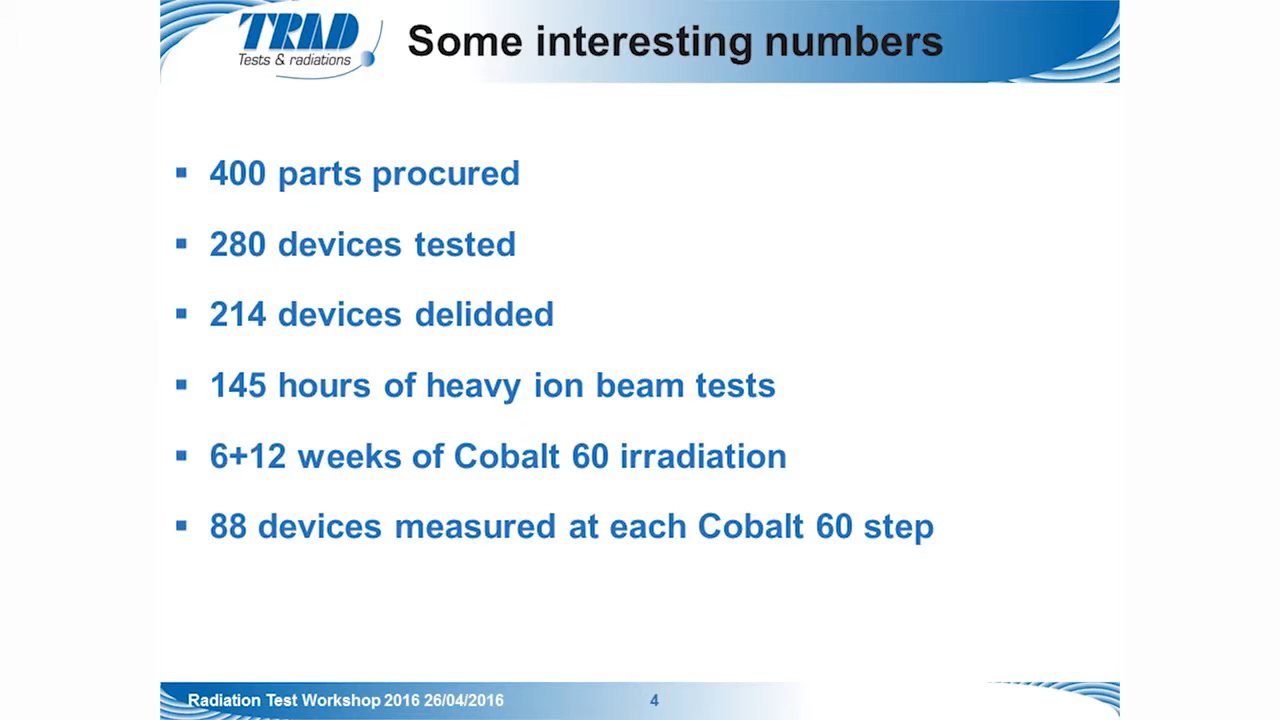 TRAD
Tests & radiations
Some interesting numbers
▪ 400 parts procured
▪ 280 devices tested
▪ 214 devices delidded
▪ 145 hours of heavy ion beam tests
▪ 6+12 weeks of Cobalt 60 irradiation
▪ 88 devices measured at each Cobalt 60 step
Radiation Test Workshop 2016 26/04/2016
4